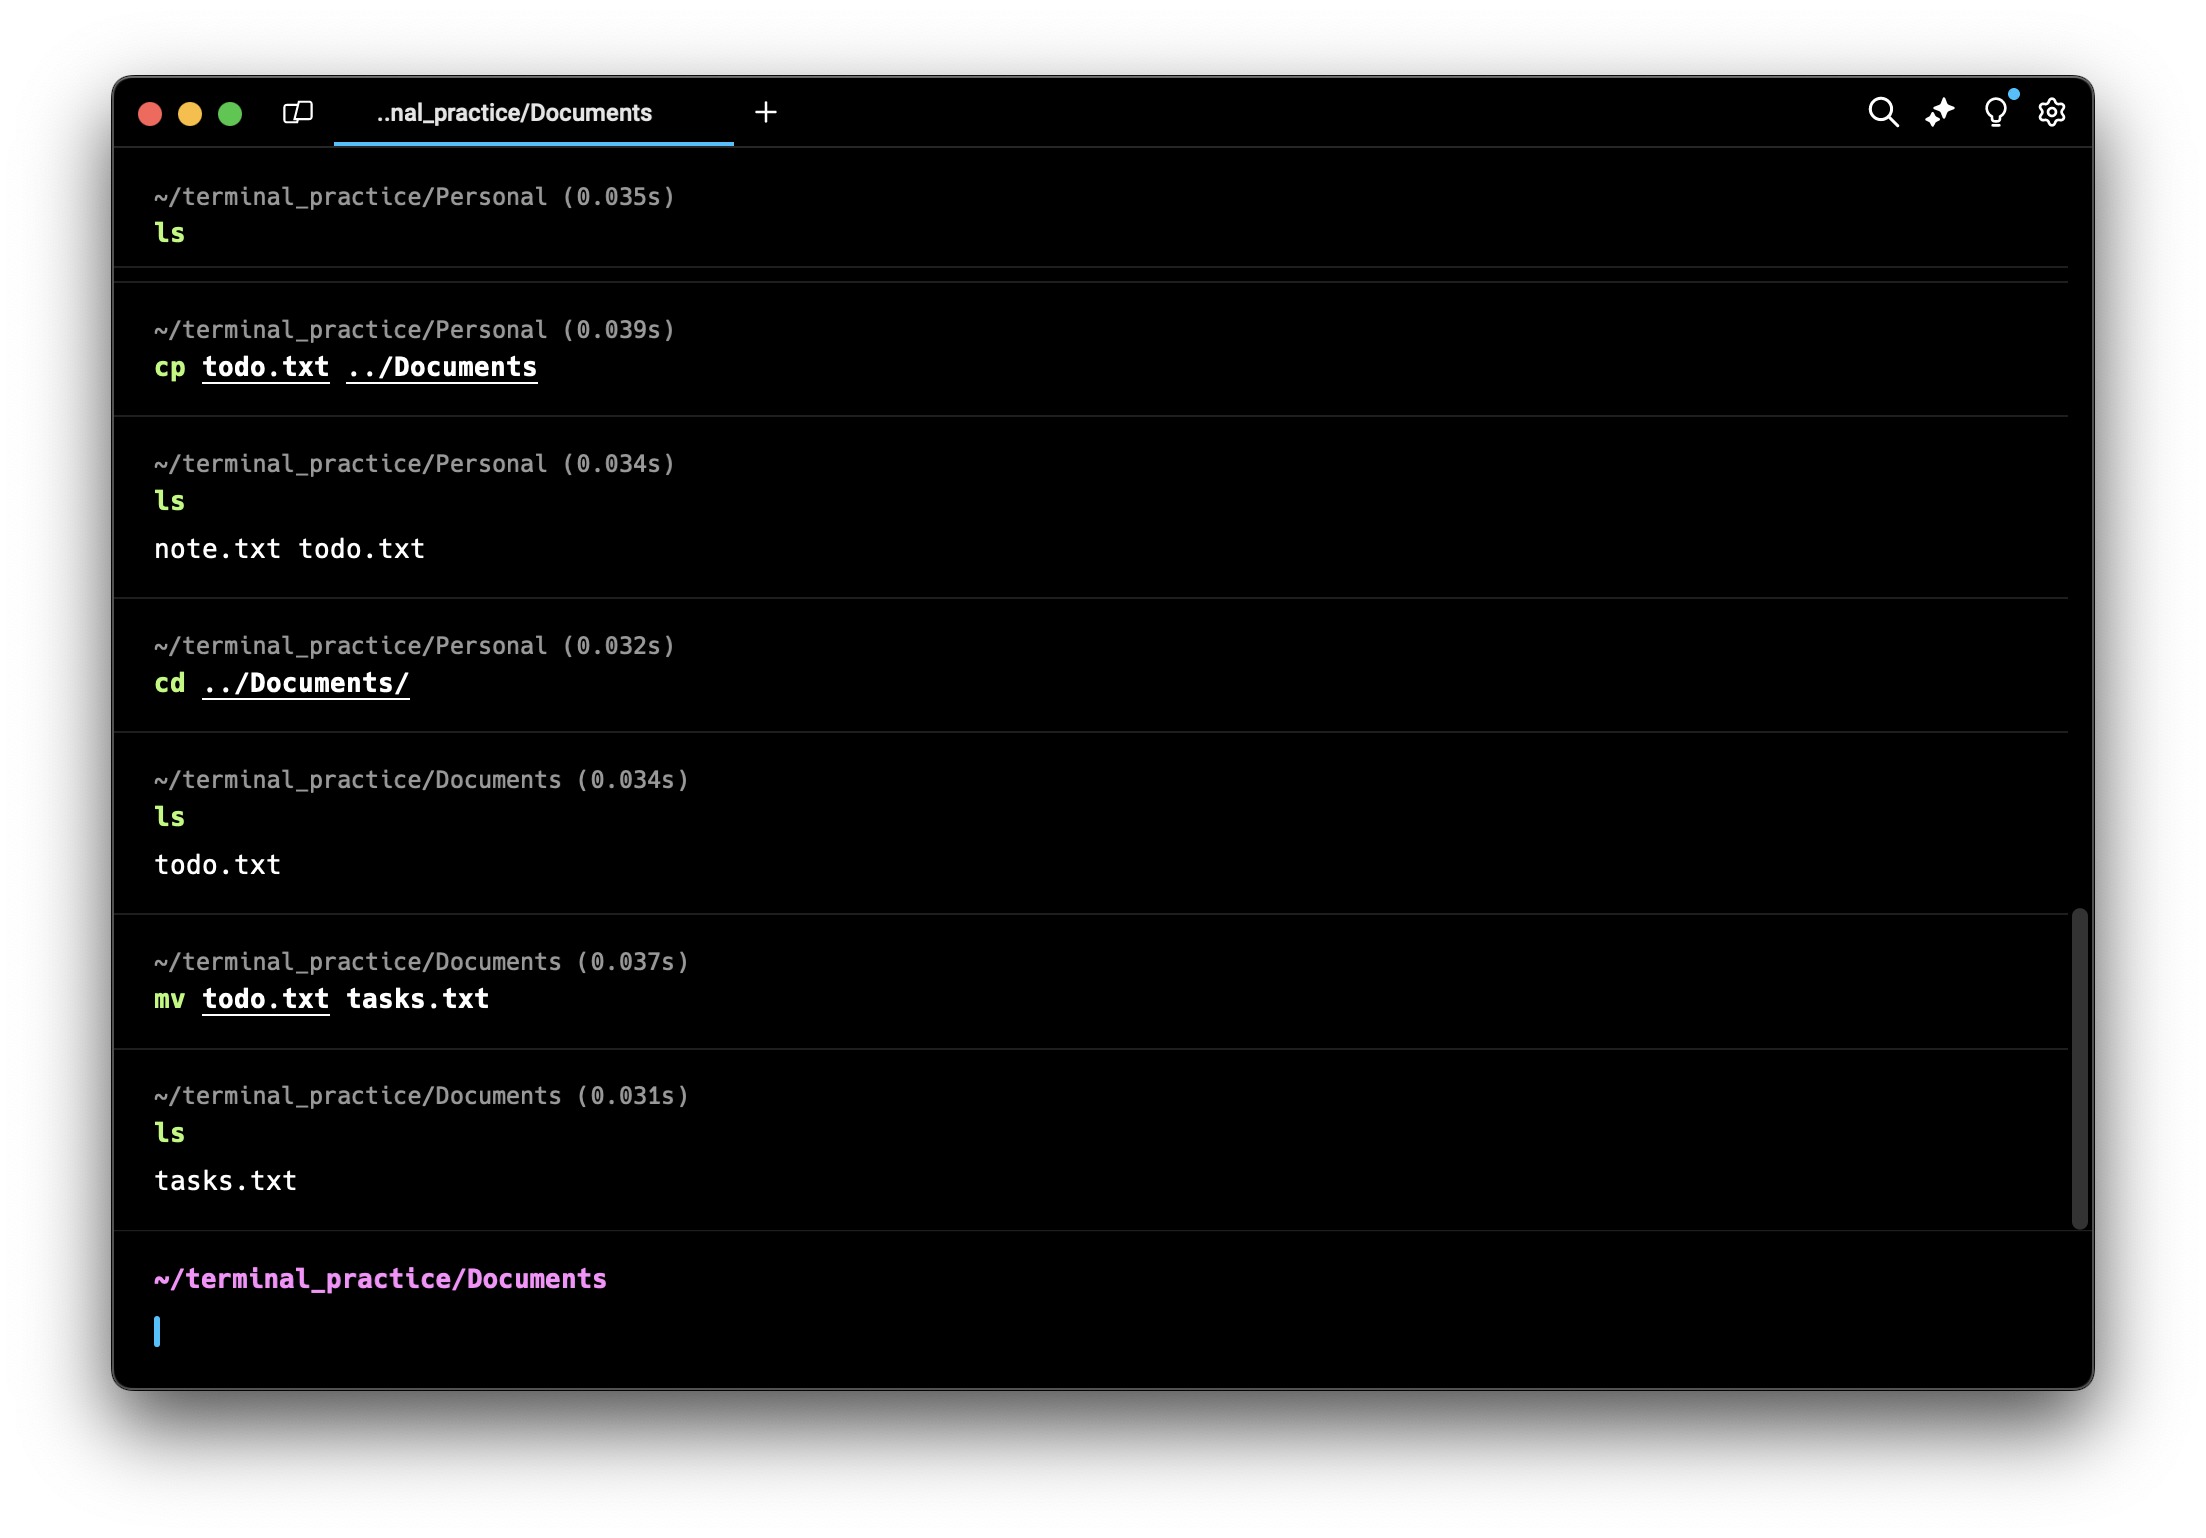 ..nal_practice/Documents
~/terminal_practice/Personal (0.035s)
ls
~/terminal_practice/Personal (0.039s)
cp todo.txt ../Documents
~/terminal_practice/Personal (0.034s)
ls
note.txt todo.txt
~/terminal_practice/Personal (0.032s)
cd ../Documents/
~/terminal_practice/Documents (0.034s)
ls
todo.txt
~/terminal_practice/Documents (0.037s)
mv todo.txt tasks.txt
~/terminal_practice/Documents (0.031s)
ls
tasks.txt
~/terminal_practice/Documents